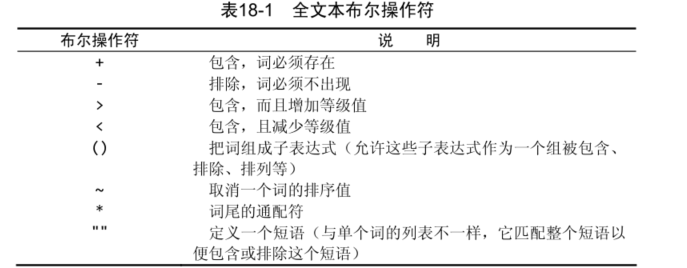 表18-1 全文本布尔操作符
布尔操作符 说 明
+ 包含，词必须存在
- 排除，词必须不出现
> 包含，而且增加等级值
< 包含，且减少等级值
() 把词组成子表达式（允许这些子表达式作为一个组被包含、
排除、排列等）
~ 取消一个词的排序值
* 词尾的通配符
"" 定义一个短语（与单个词的列表不一样，它匹配整个短语以
便包含或排除这个短语）